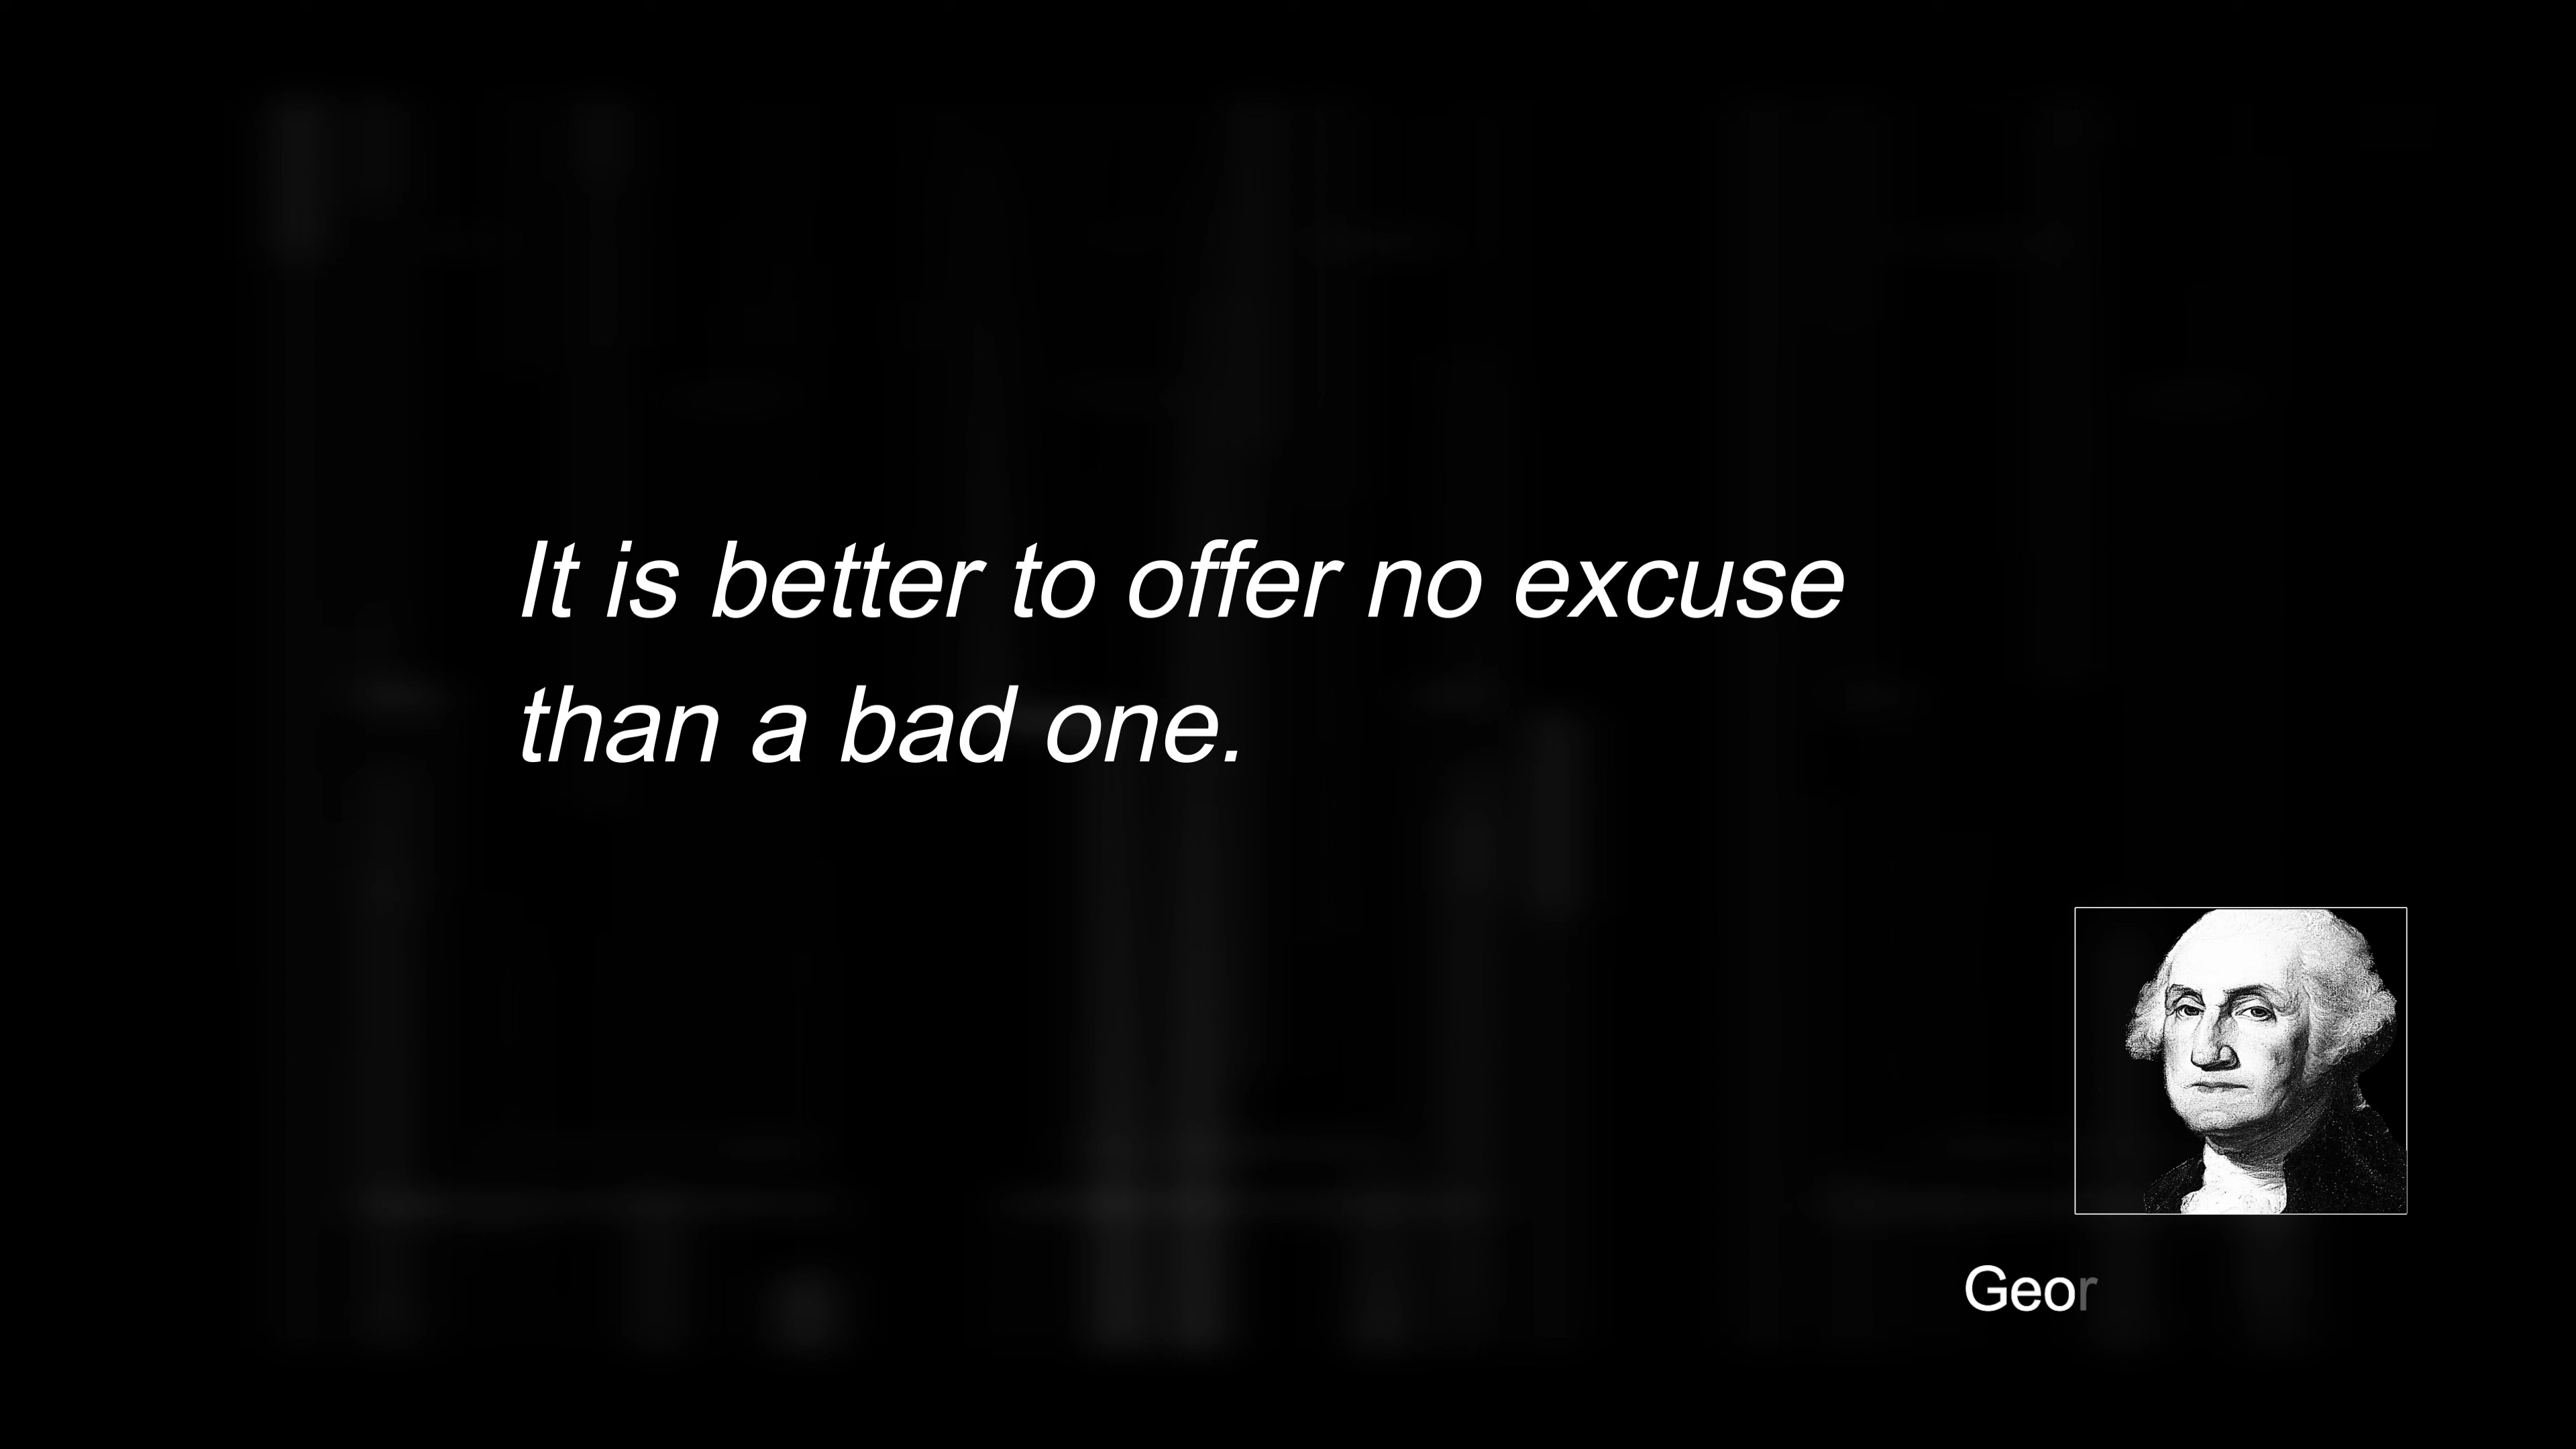 It is better to offer no excuse
than a bad one.
Geor